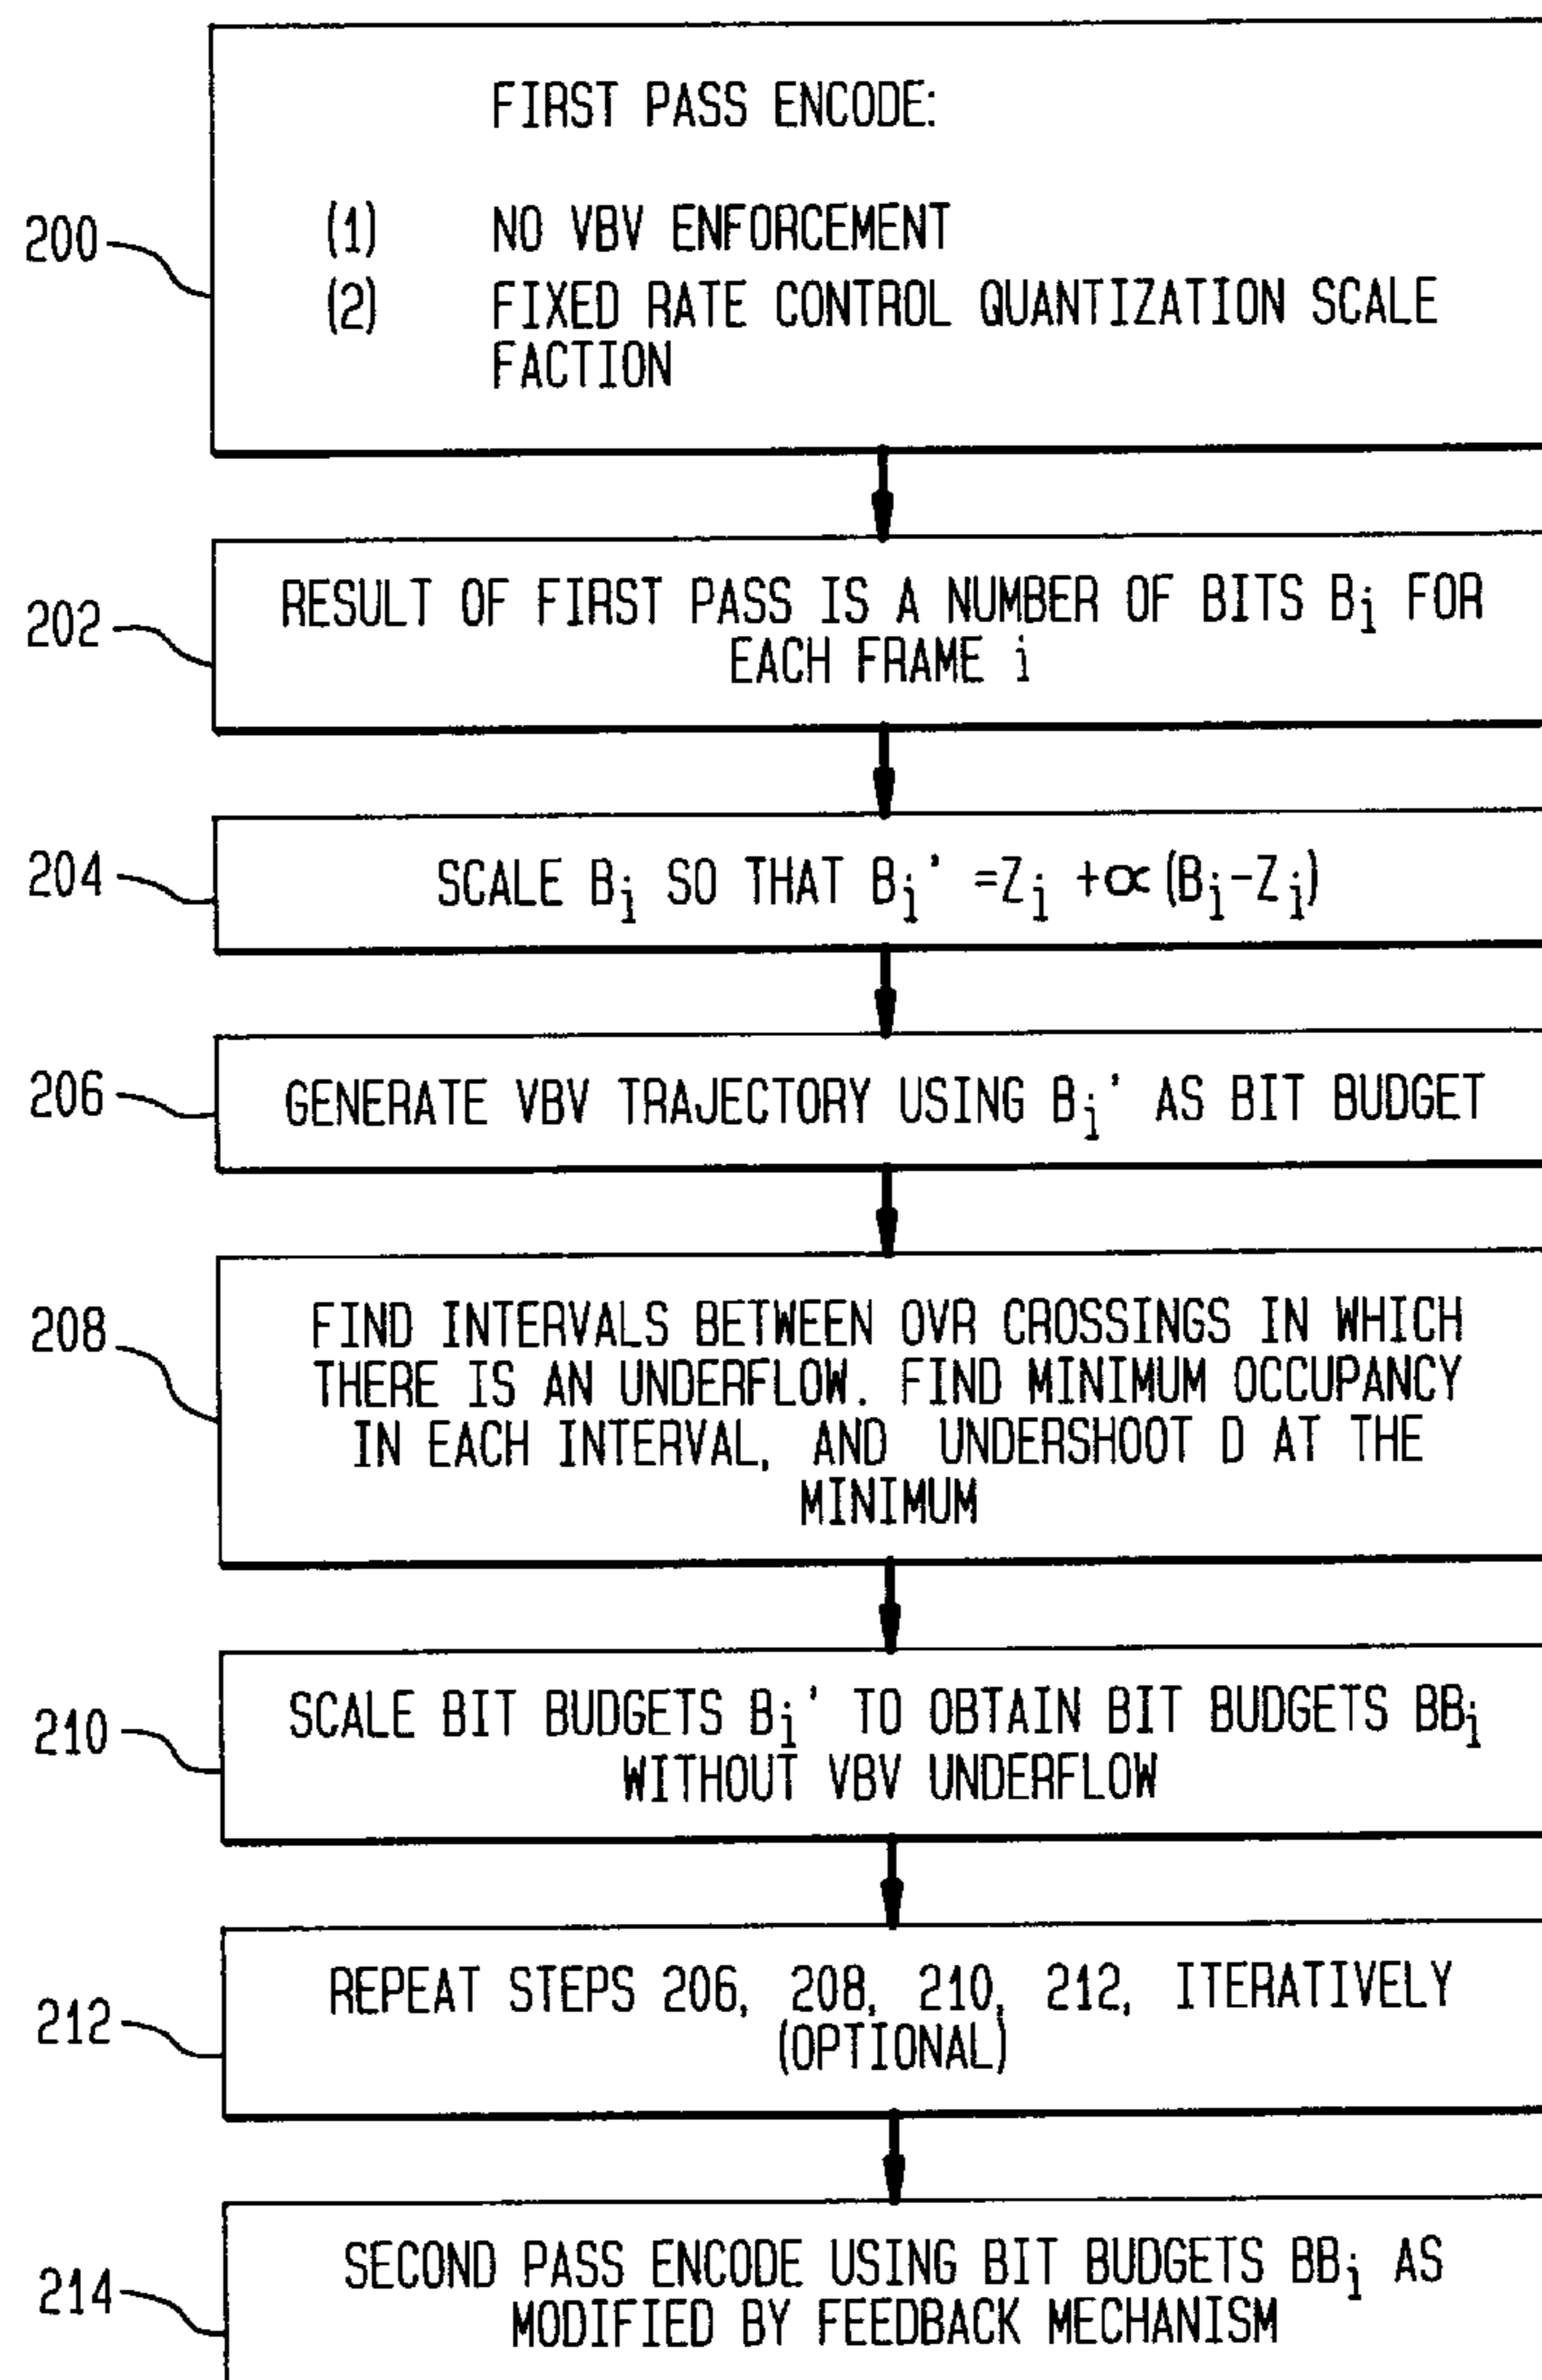 FIRST PASS ENCODE:
200
(1) NO VBV ENFORCEMENT
(2) FIXED RATE CONTROL QUANTIZATION SCALE
FACTION
202
RESULT OF FIRST PASS IS A NUMBER OF BITS Bi FOR
EACH FRAME i
204
SCALE Bi SO THAT Bi' =Zi +∝(Bi-Zi)
206
GENERATE VBV TRAJECTORY USING Bi' AS BIT BUDGET
208
FIND INTERVALS BETWEEN OVR CROSSINGS IN WHICH
THERE IS AN UNDERFLOW. FIND MINIMUM OCCUPANCY
IN EACH INTERVAL, AND UNDERSHOOT D AT THE
MINIMUM
210
SCALE BIT BUDGETS Bi' TO OBTAIN BIT BUDGETS BBi
WITHOUT VBV UNDERFLOW
212
REPEAT STEPS 206, 208, 210, 212, ITERATIVELY
(OPTIONAL)
214
SECOND PASS ENCODE USING BIT BUDGETS BBi AS
MODIFIED BY FEEDBACK MECHANISM